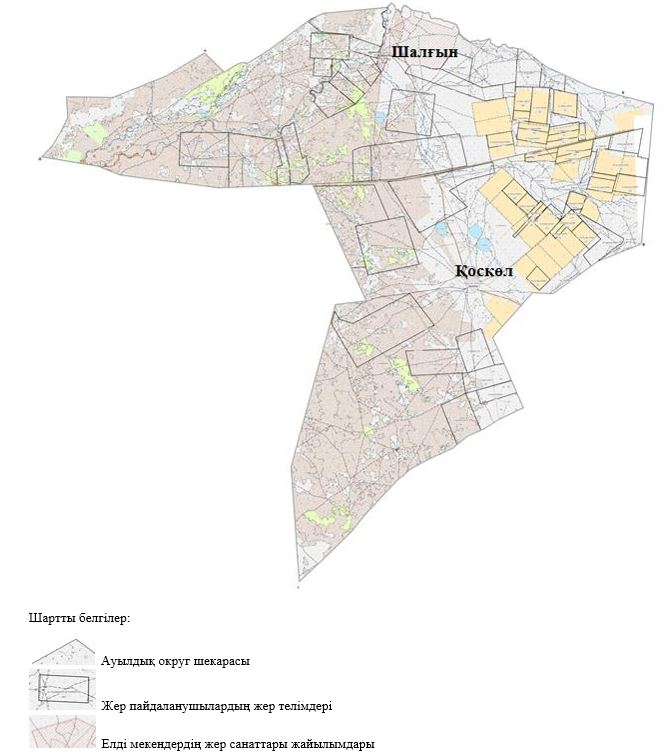 Шалғын
Қоскөл
Шартты белгілер:
Ауылдық округ шекарасы
Жер пайдаланушылардың жер телімдері
Елді мекендердің жер санаттары жайылымдары